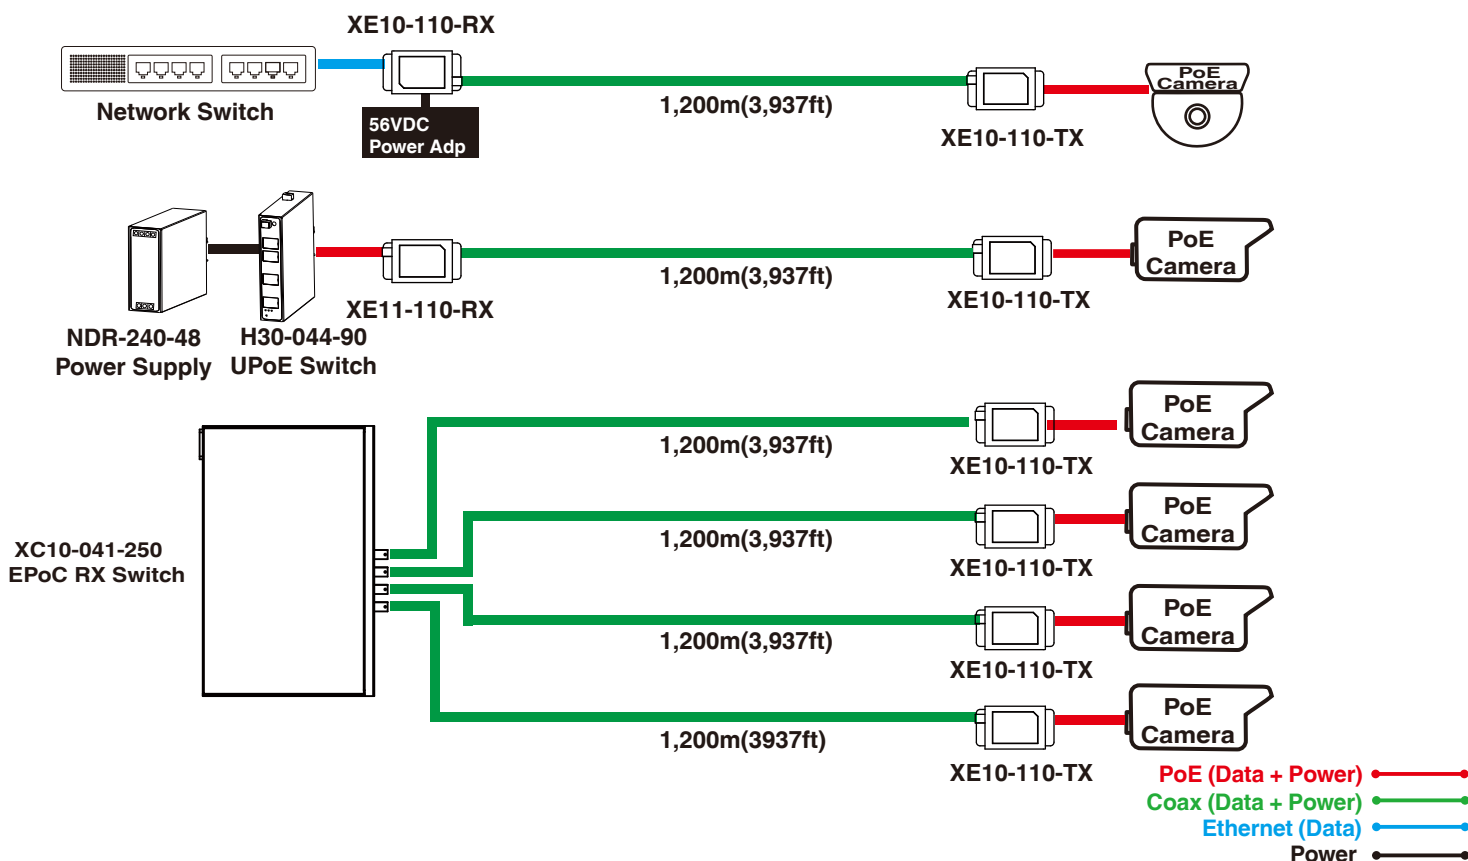 XE10-110-RX
Network Switch
56VDC
Power Adp
1,200m(3,937ft)
XE10-110-TX
PoE
Camera
NDR-240-48
Power Supply
H30-044-90
UPoE Switch
XE11-110-RX
1,200m(3,937ft)
XE10-110-TX
PoE
Camera
XC10-041-250
EPoC RX Switch
1,200m(3,937ft)
XE10-110-TX
PoE
Camera
1,200m(3,937ft)
XE10-110-TX
PoE
Camera
1,200m(3,937ft)
XE10-110-TX
PoE
Camera
1,200m(3937ft)
XE10-110-TX
PoE
Camera
PoE (Data + Power)
Coax (Data + Power)
Ethernet (Data)
Power